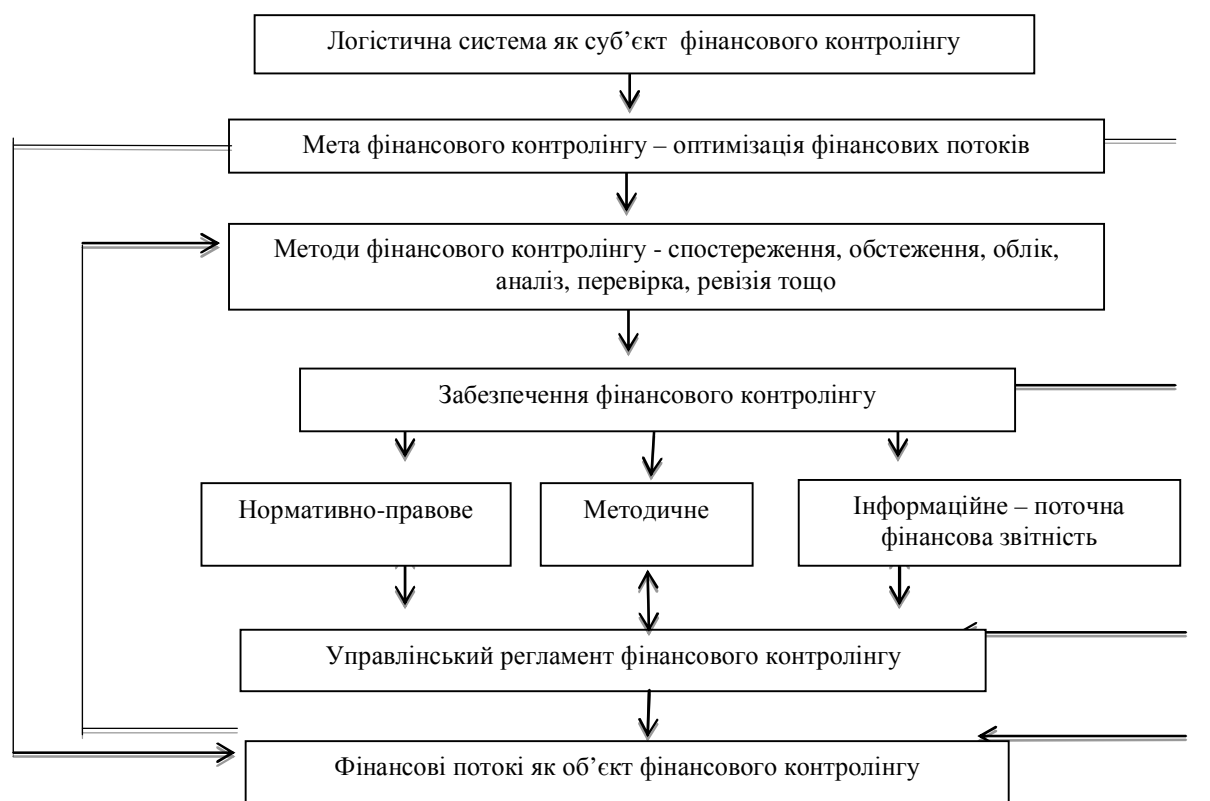 Логістична система як суб’єкт фінансового контролінгу
Мета фінансового контролінгу – оптимізація фінансових потоків
Методи фінансового контролінгу - спостереження, обстеження, облік,
аналіз, перевірка, ревізія тощо
Забезпечення фінансового контролінгу
Нормативно-правове
Методичне
Інформаційне – поточна
фінансова звітність
Управлінський регламент фінансового контролінгу
Фінансові потокі як об’єкт фінансового контролінгу